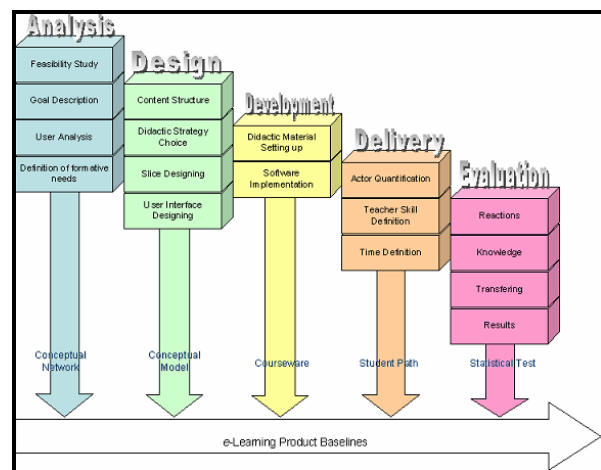 Analysis
Feasibility Study
Goal Description
User Analysis
Definition of formative
needs
Conceptual
Network
Design
Content Structure
Didactic Strategy
Choice
Slice Designing
User Interface
Designing
Conceptual
Model
Development
Didactic Material
Setting up
Software
Implementation
Courseware
Delivery
Actor Quantification
Teacher Skill
Definition
Time Definition
Student Path
Evaluation
Reactions
Knowledge
Transfering
Results
Statistical Test
e-Learning Product Baselines